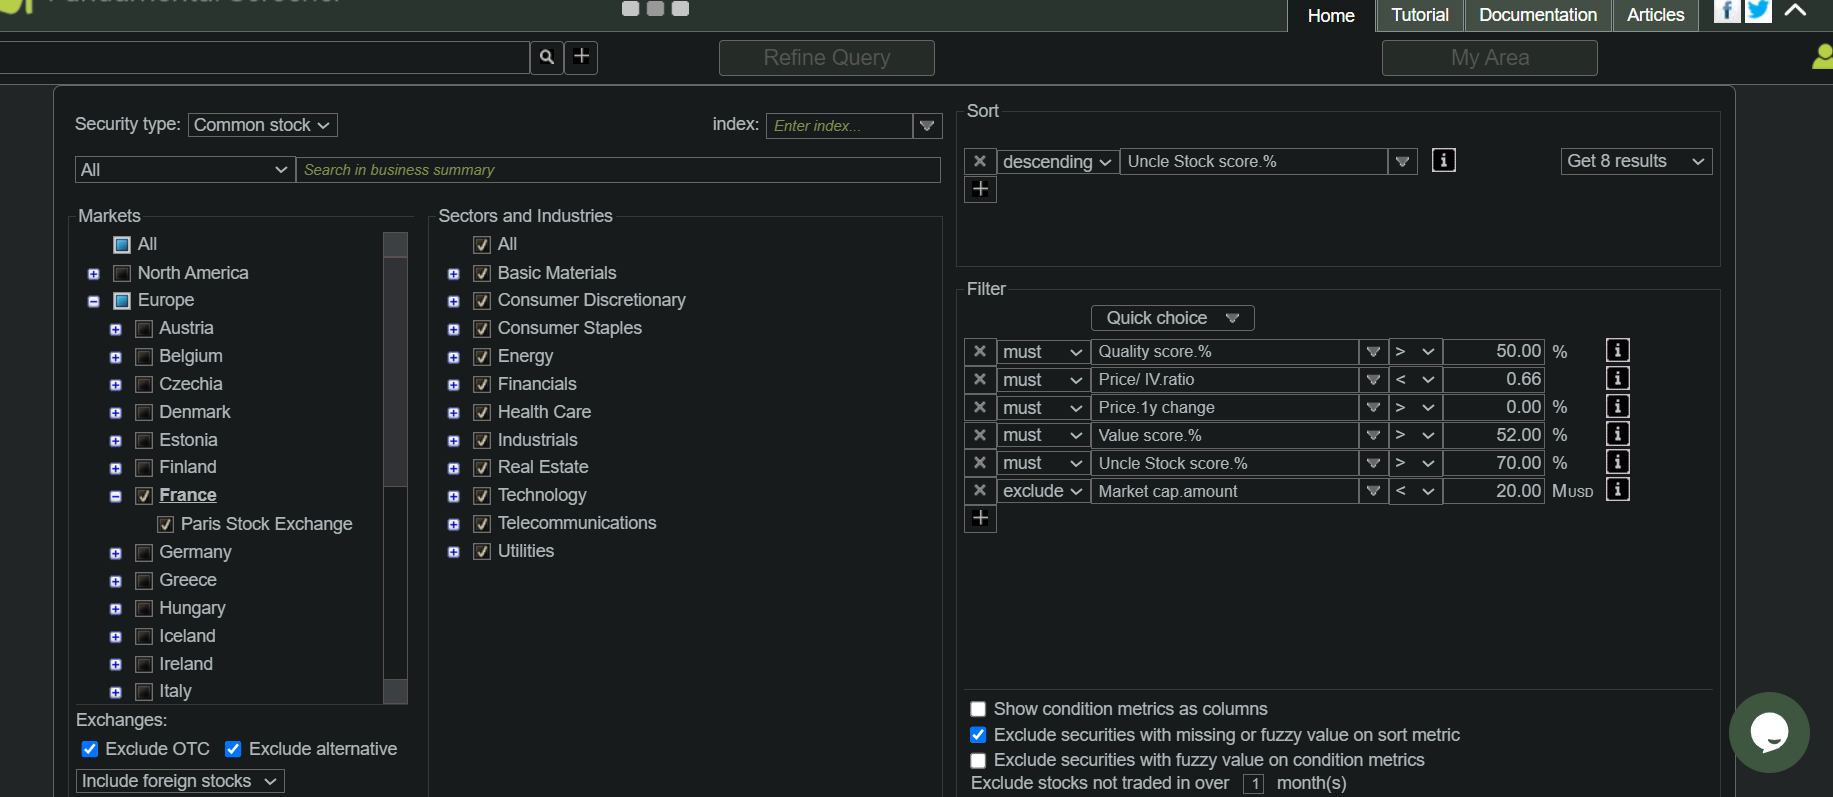 Fundamental Screener
Home Tutorial Documentation Articles
Refine Query My Area
Security type: Common stock index: Enter index...
All Search in business summary
Markets
All
North America
Europe
Austria
Belgium
Czechia
Denmark
Estonia
Finland
France
Paris Stock Exchange
Germany
Greece
Hungary
Iceland
Ireland
Italy
Exchanges:
Exclude OTC Exclude alternative
Include foreign stocks
Sectors and Industries
All
Basic Materials
Consumer Discretionary
Consumer Staples
Energy
Financials
Health Care
Industrials
Real Estate
Technology
Telecommunications
Utilities
Sort
descending Uncle Stock score.% Get 8 results
Filter
Quick choice
must Quality score.% > 50.00 %
must Price/ IV.ratio < 0.66
must Price.1y change > 0.00 %
must Value score.% > 52.00 %
must Uncle Stock score.% > 70.00 %
exclude Market cap.amount < 20.00 MUSD
Show condition metrics as columns
Exclude securities with missing or fuzzy value on sort metric
Exclude securities with fuzzy value on condition metrics
Exclude stocks not traded in over 1 month(s)